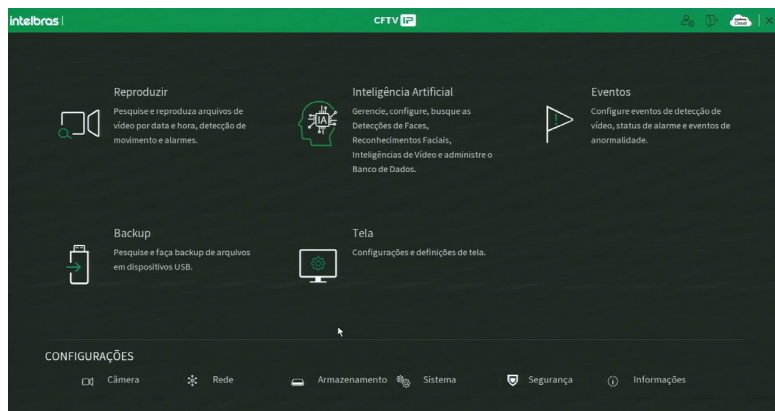 intelbras
CFTV IP
intelbras
Cloud
Reproduzir
Pesquise e reproduza arquivos de
vídeo por data e hora, detecção de
movimento e alarmes.
IA
Inteligência Artificial
Gerencie, configure, busque as
Detecções de Faces,
Reconhecimentos Faciais,
Inteligências de Vídeo e administre o
Banco de Dados.
Eventos
Configure eventos de detecção de
vídeo, status de alarme e eventos de
anormalidade.
Backup
Pesquise e faça backup de arquivos
em dispositivos USB.
Tela
Configurações e definições de tela.
CONFIGURAÇÕES
Câmera Rede Armazenamento Sistema Segurança Informações